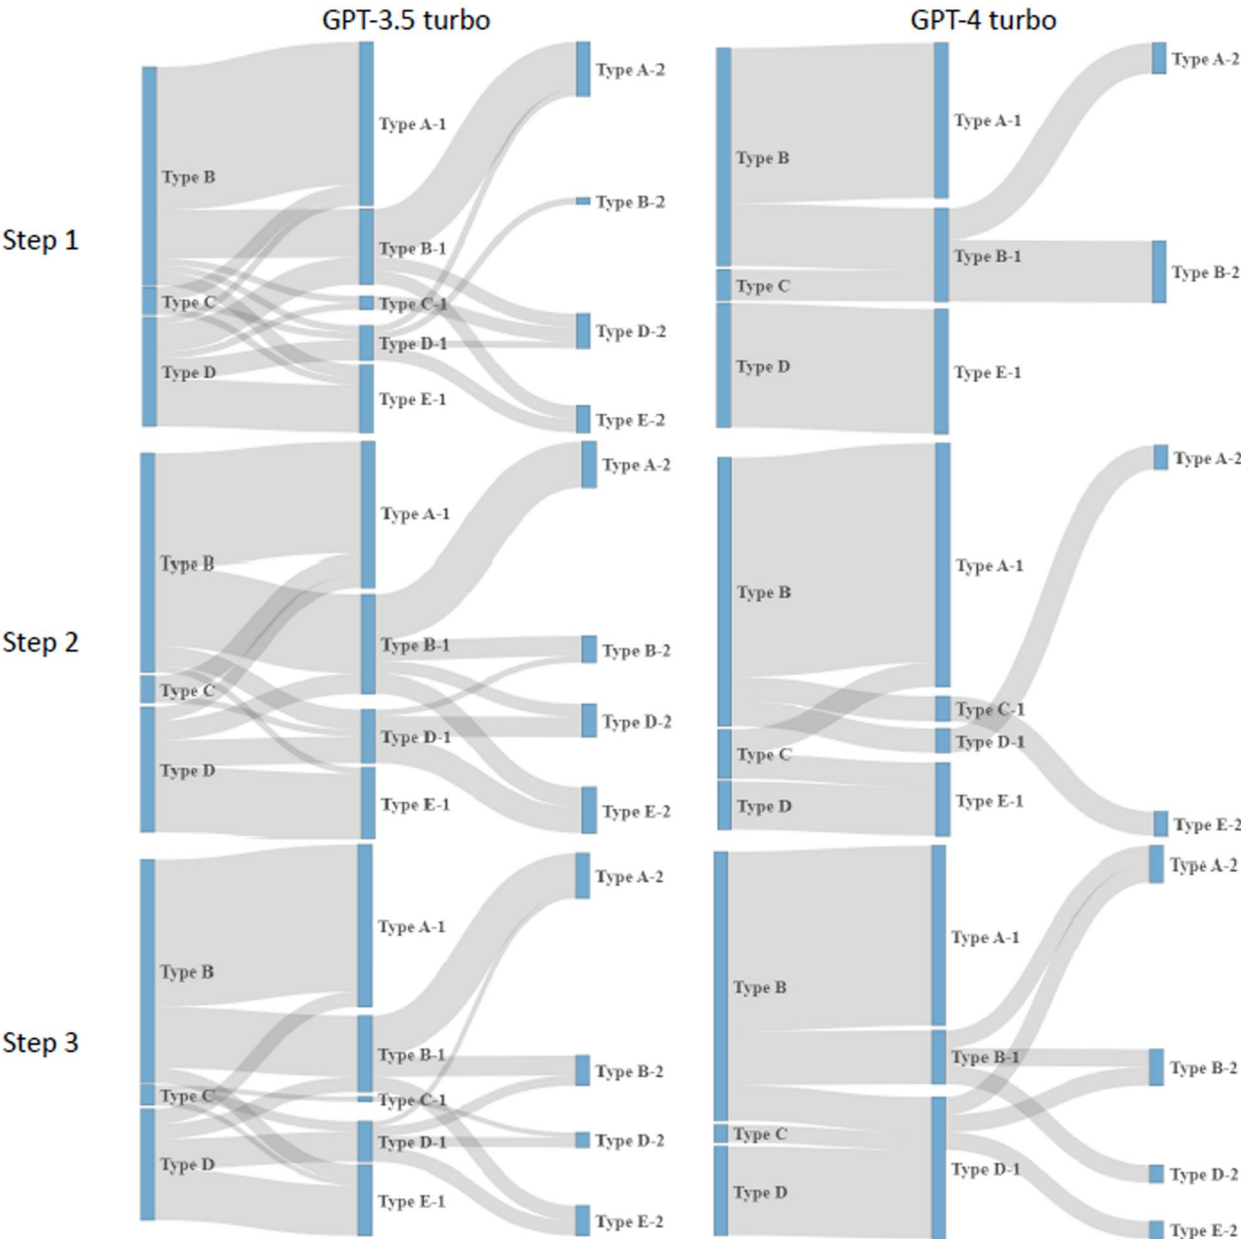 GPT-3.5 turbo
GPT-4 turbo
Step 1
Type B
Type C
Type D
Type A-1
Type B-1
Type C-1
Type D-1
Type E-1
Type A-2
Type B-2
Type D-2
Type E-2
Type B
Type C
Type D
Type A-1
Type B-1
Type E-1
Type A-2
Type B-2
Step 2
Type B
Type C
Type D
Type A-1
Type B-1
Type D-1
Type E-1
Type A-2
Type B-2
Type D-2
Type E-2
Type B
Type C
Type D
Type A-1
Type C-1
Type D-1
Type E-1
Type A-2
Type E-2
Step 3
Type B
Type C
Type D
Type A-1
Type B-1
Type C-1
Type D-1
Type E-1
Type A-2
Type B-2
Type D-2
Type E-2
Type B
Type C
Type D
Type A-1
Type B-1
Type D-1
Type A-2
Type B-2
Type D-2
Type E-2